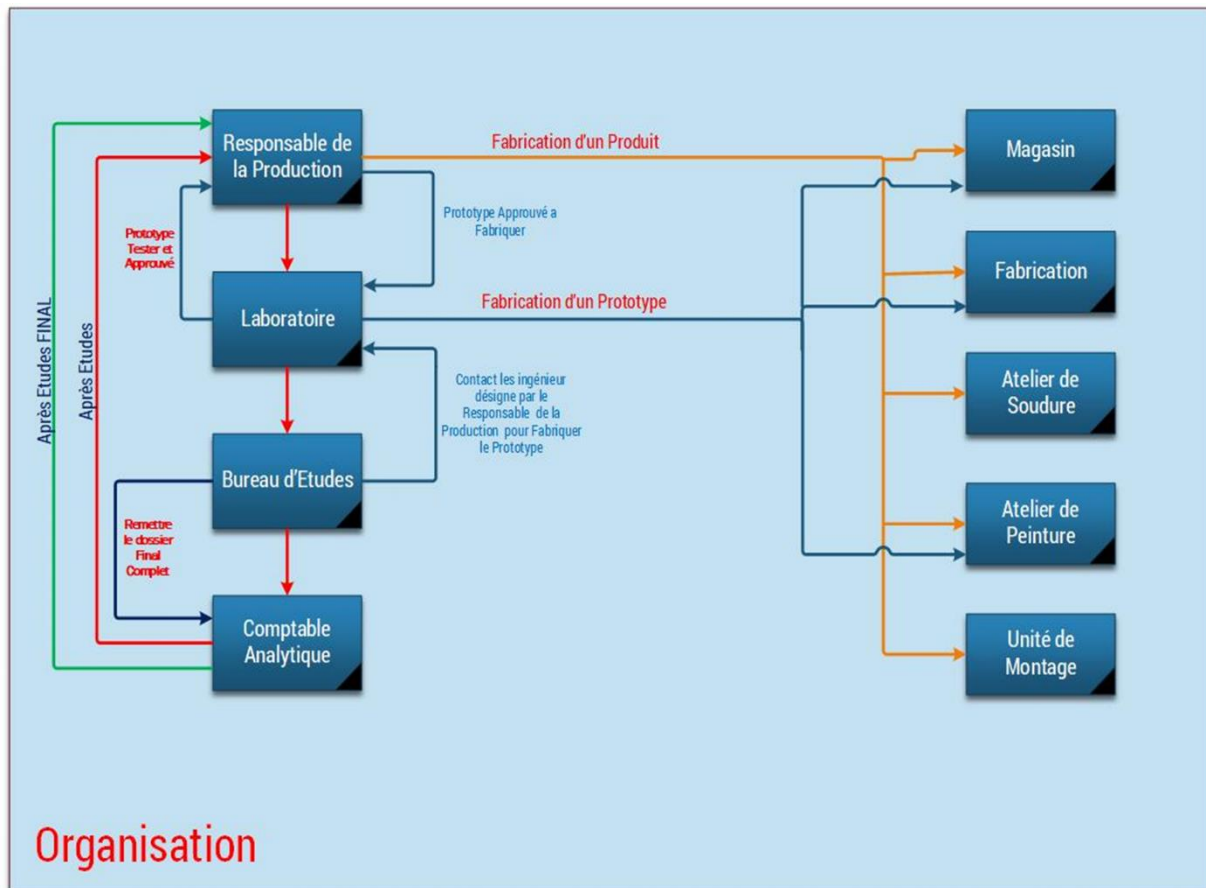 Responsable de
la Production
Fabrication d'un Produit
Magasin
Prototype Approuvé a
Fabriquer
Prototype
Tester et
Approuvé
Laboratoire
Fabrication d'un Prototype
Fabrication
Après Etudes FINAL
Après Etudes
Contact les ingénieur
désigne par le
Responsable de la
Production pour Fabriquer
le Prototype
Atelier de
Soudure
Bureau d'Etudes
Atelier de
Peinture
Remettre
le dossier
Final
Complet
Comptable
Analytique
Unité de
Montage
Organisation